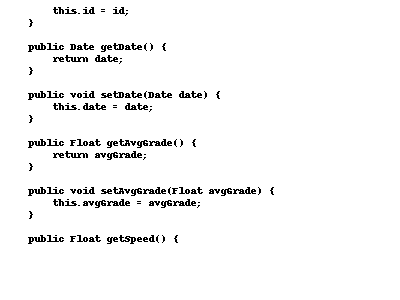 this.id = id;
}
public Date getDate() {
return date;
}
public void setDate(Date date) {
this.date = date;
}
public Float getAvgGrade() {
return avgGrade;
}
public void setAvgGrade(Float avgGrade) {
this.avgGrade = avgGrade;
}
public Float getSpeed() {